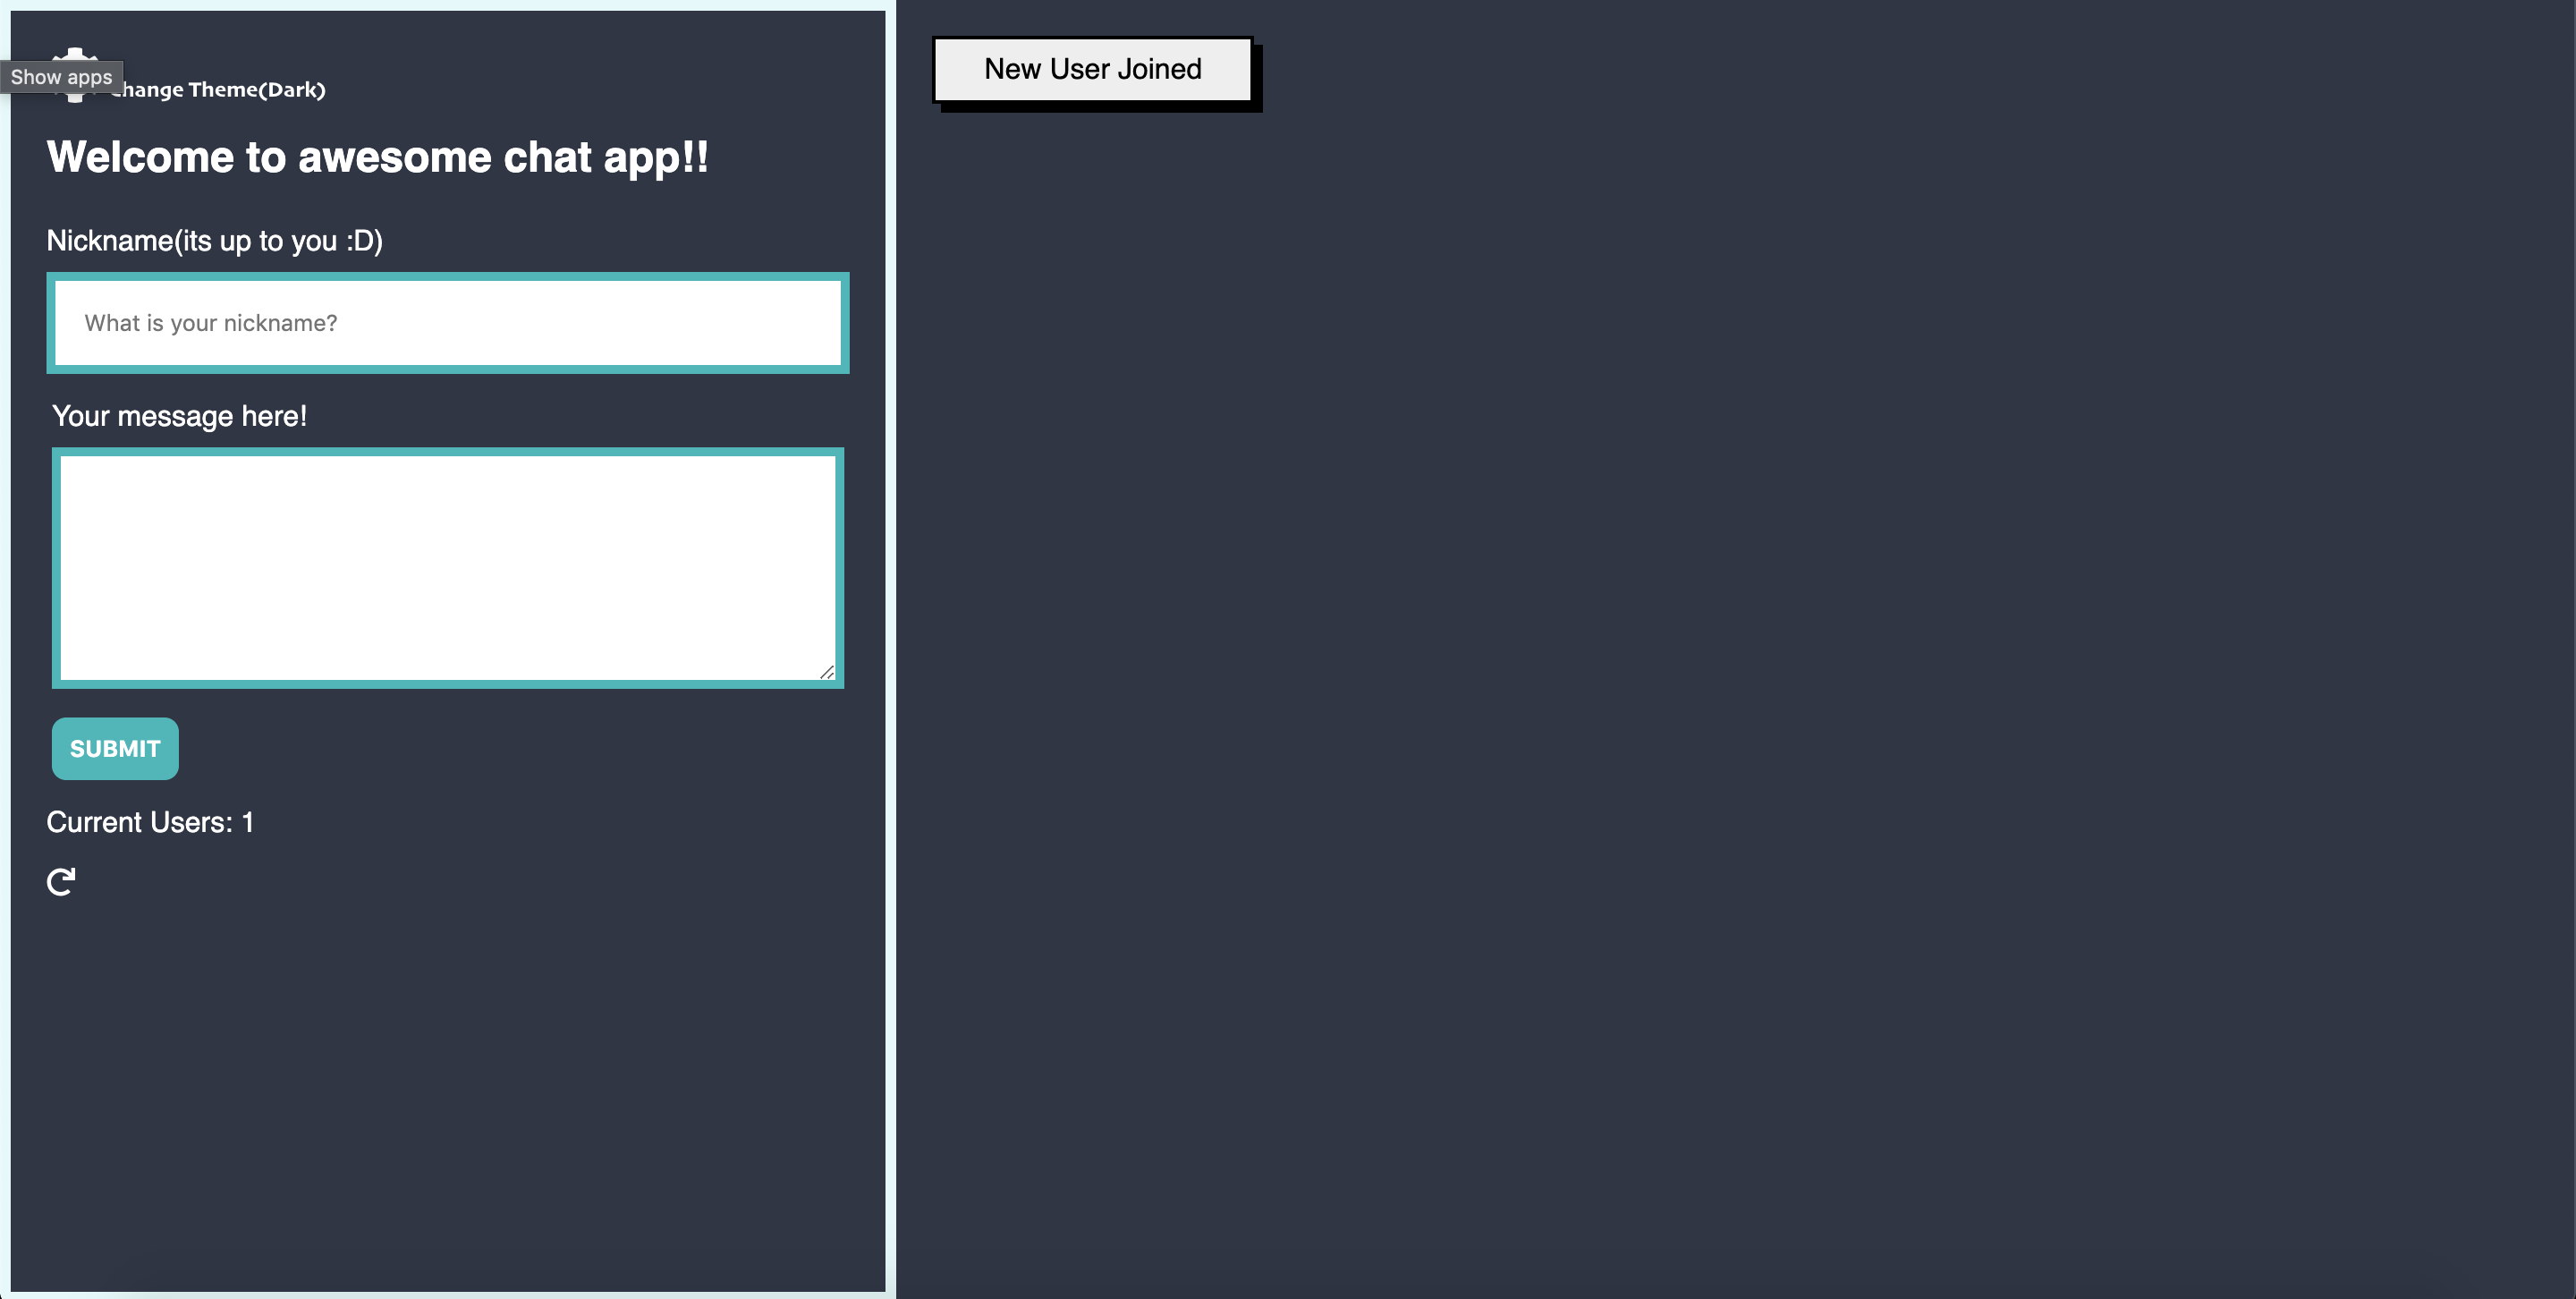 Show apps
hange Theme(Dark)
Welcome to awesome chat app!!
Nickname(its up to you :D)
What is your nickname?
Your message here!
SUBMIT
Current Users: 1
New User Joined